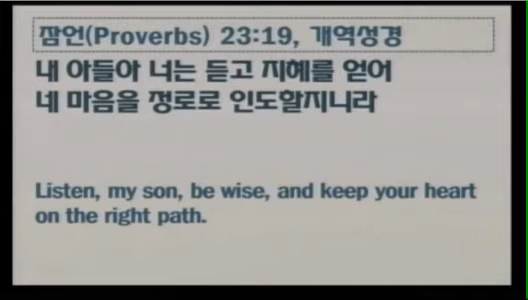 잠언(Proverbs) 23:19, 개역성경
내 아들아 너는 듣고 지혜를 얻어
네 마음을 정로로 인도할지니라
Listen, my son, be wise, and keep your heart
on the right path.